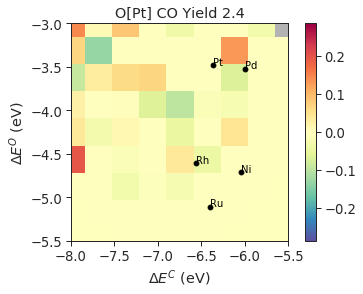 O[Pt] CO Yield 2.4
−3.0
−3.5
−4.0
−4.5
−5.0
−5.5
ΔE^O (eV)
Pt
Pd
Rh
Ni
Ru
−8.0 −7.5 −7.0 −6.5 −6.0 −5.5
ΔE^C (eV)
0.2
0.1
0.0
−0.1
−0.2